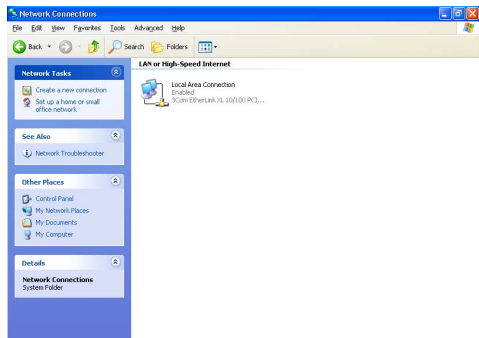 Network Connections
File Edit View Favorites Tools Advanced Help
Back Search Folders
Network Tasks
Create a new connection
Set up a home or small
office network
See Also
Network Troubleshooter
Other Places
Control Panel
My Network Places
My Documents
My Computer
Details
Network Connections
System Folder
LAN or High-Speed Internet
Local Area Connection
Enabled
3Com EtherLink XL 10/100 PCI...